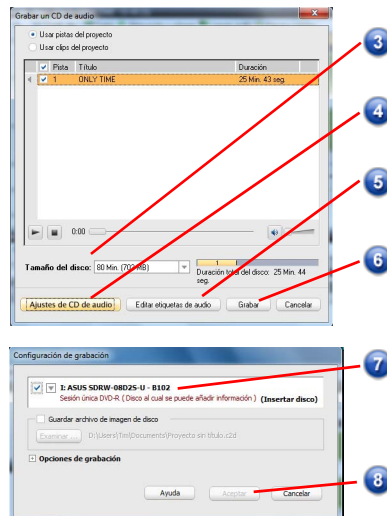 Grabar un CD de audio
Usar pistas del proyecto
Usar clips del proyecto
Pista Título Duración
1 ONLY TIME 25 Min. 43 seg.
0:00
Tamaño del disco: 80 Min. (702 MB)
1
Duración total del disco: 25 Min. 44 seg.
Ajustes de CD de audio Editar etiquetas de audio Grabar Cancelar
3
4
5
6
Configuración de grabación
I: ASUS SDRW-08D2S-U - B102
Sesión única DVD-R ( Disco al cual se puede añadir información ) (Insertar disco)
Guardar archivo de imagen de disco
Examinar ... D:\Users\Tim\Documents\Proyecto sin título.c2d
Opciones de grabación
Ayuda Aceptar Cancelar
7
8